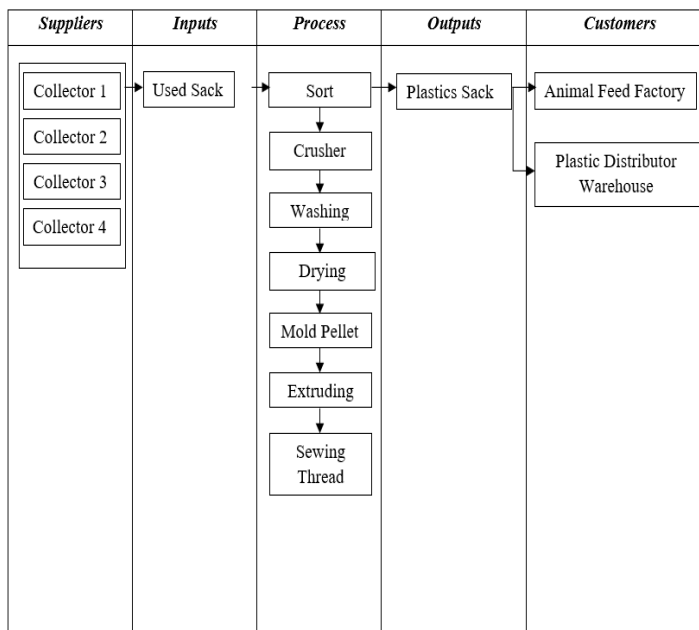 Suppliers
Inputs
Process
Outputs
Customers
Collector 1
Collector 2
Collector 3
Collector 4
Used Sack
Sort
Crusher
Washing
Drying
Mold Pellet
Extruding
Sewing
Thread
Plastics Sack
Animal Feed Factory
Plastic Distributor
Warehouse